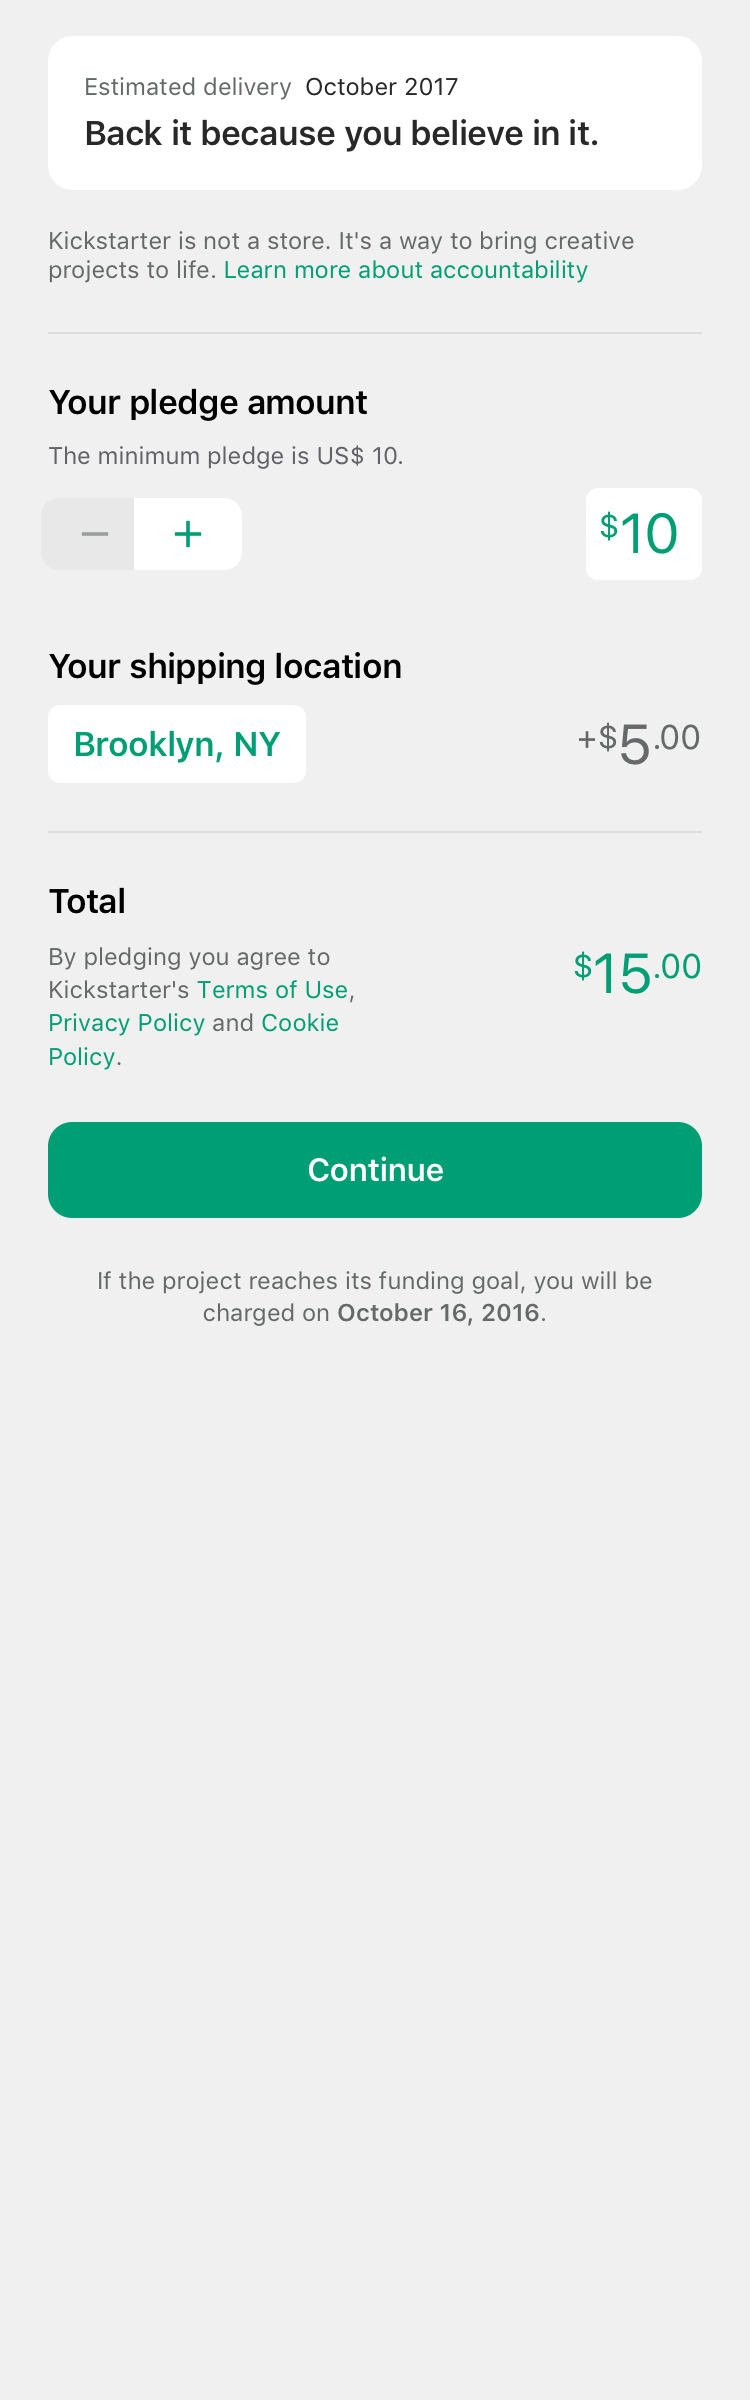 Estimated delivery October 2017
Back it because you believe in it.
Kickstarter is not a store. It's a way to bring creative
projects to life. Learn more about accountability
Your pledge amount
The minimum pledge is US$ 10.
− + $10
Your shipping location
Brooklyn, NY +$5.00
Total
By pledging you agree to
Kickstarter's Terms of Use,
Privacy Policy and Cookie
Policy.
$15.00
Continue
If the project reaches its funding goal, you will be
charged on October 16, 2016.